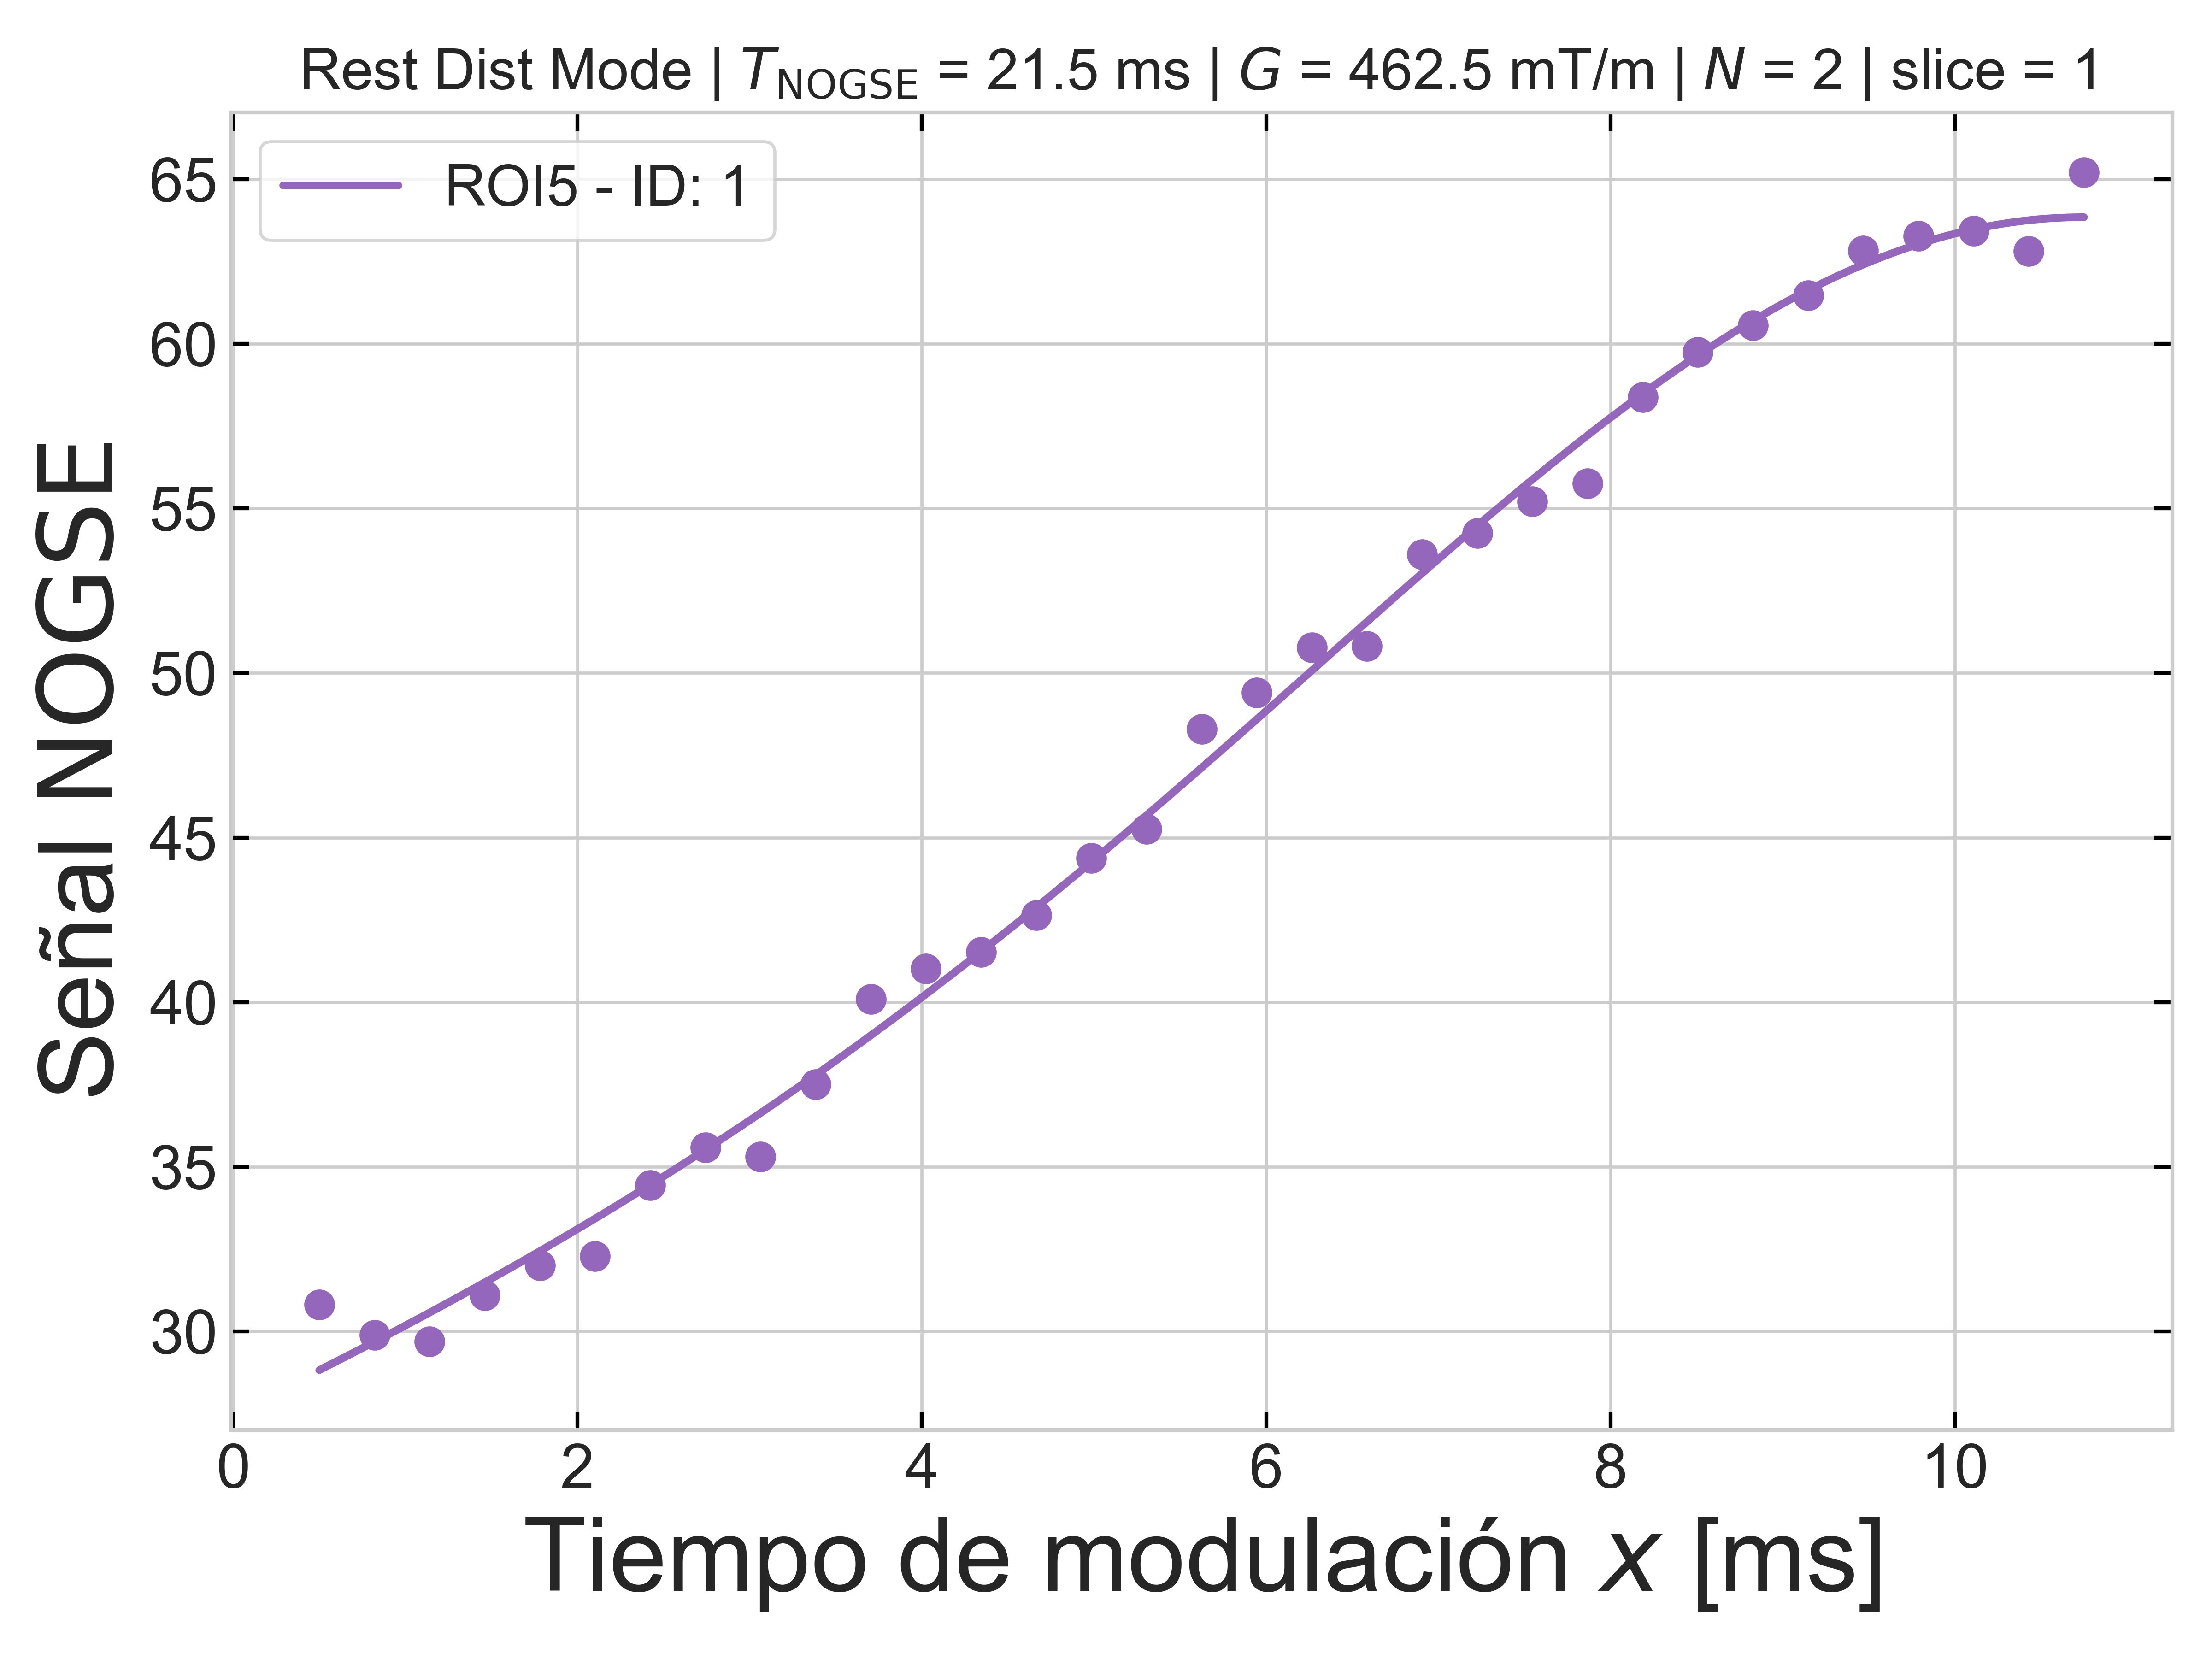 Rest Dist Mode | T_NOGSE = 21.5 ms | G = 462.5 mT/m | N = 2 | slice = 1
ROI5 - ID: 1
Señal NOGSE
65
60
55
50
45
40
35
30
0 2 4 6 8 10
Tiempo de modulación x [ms]